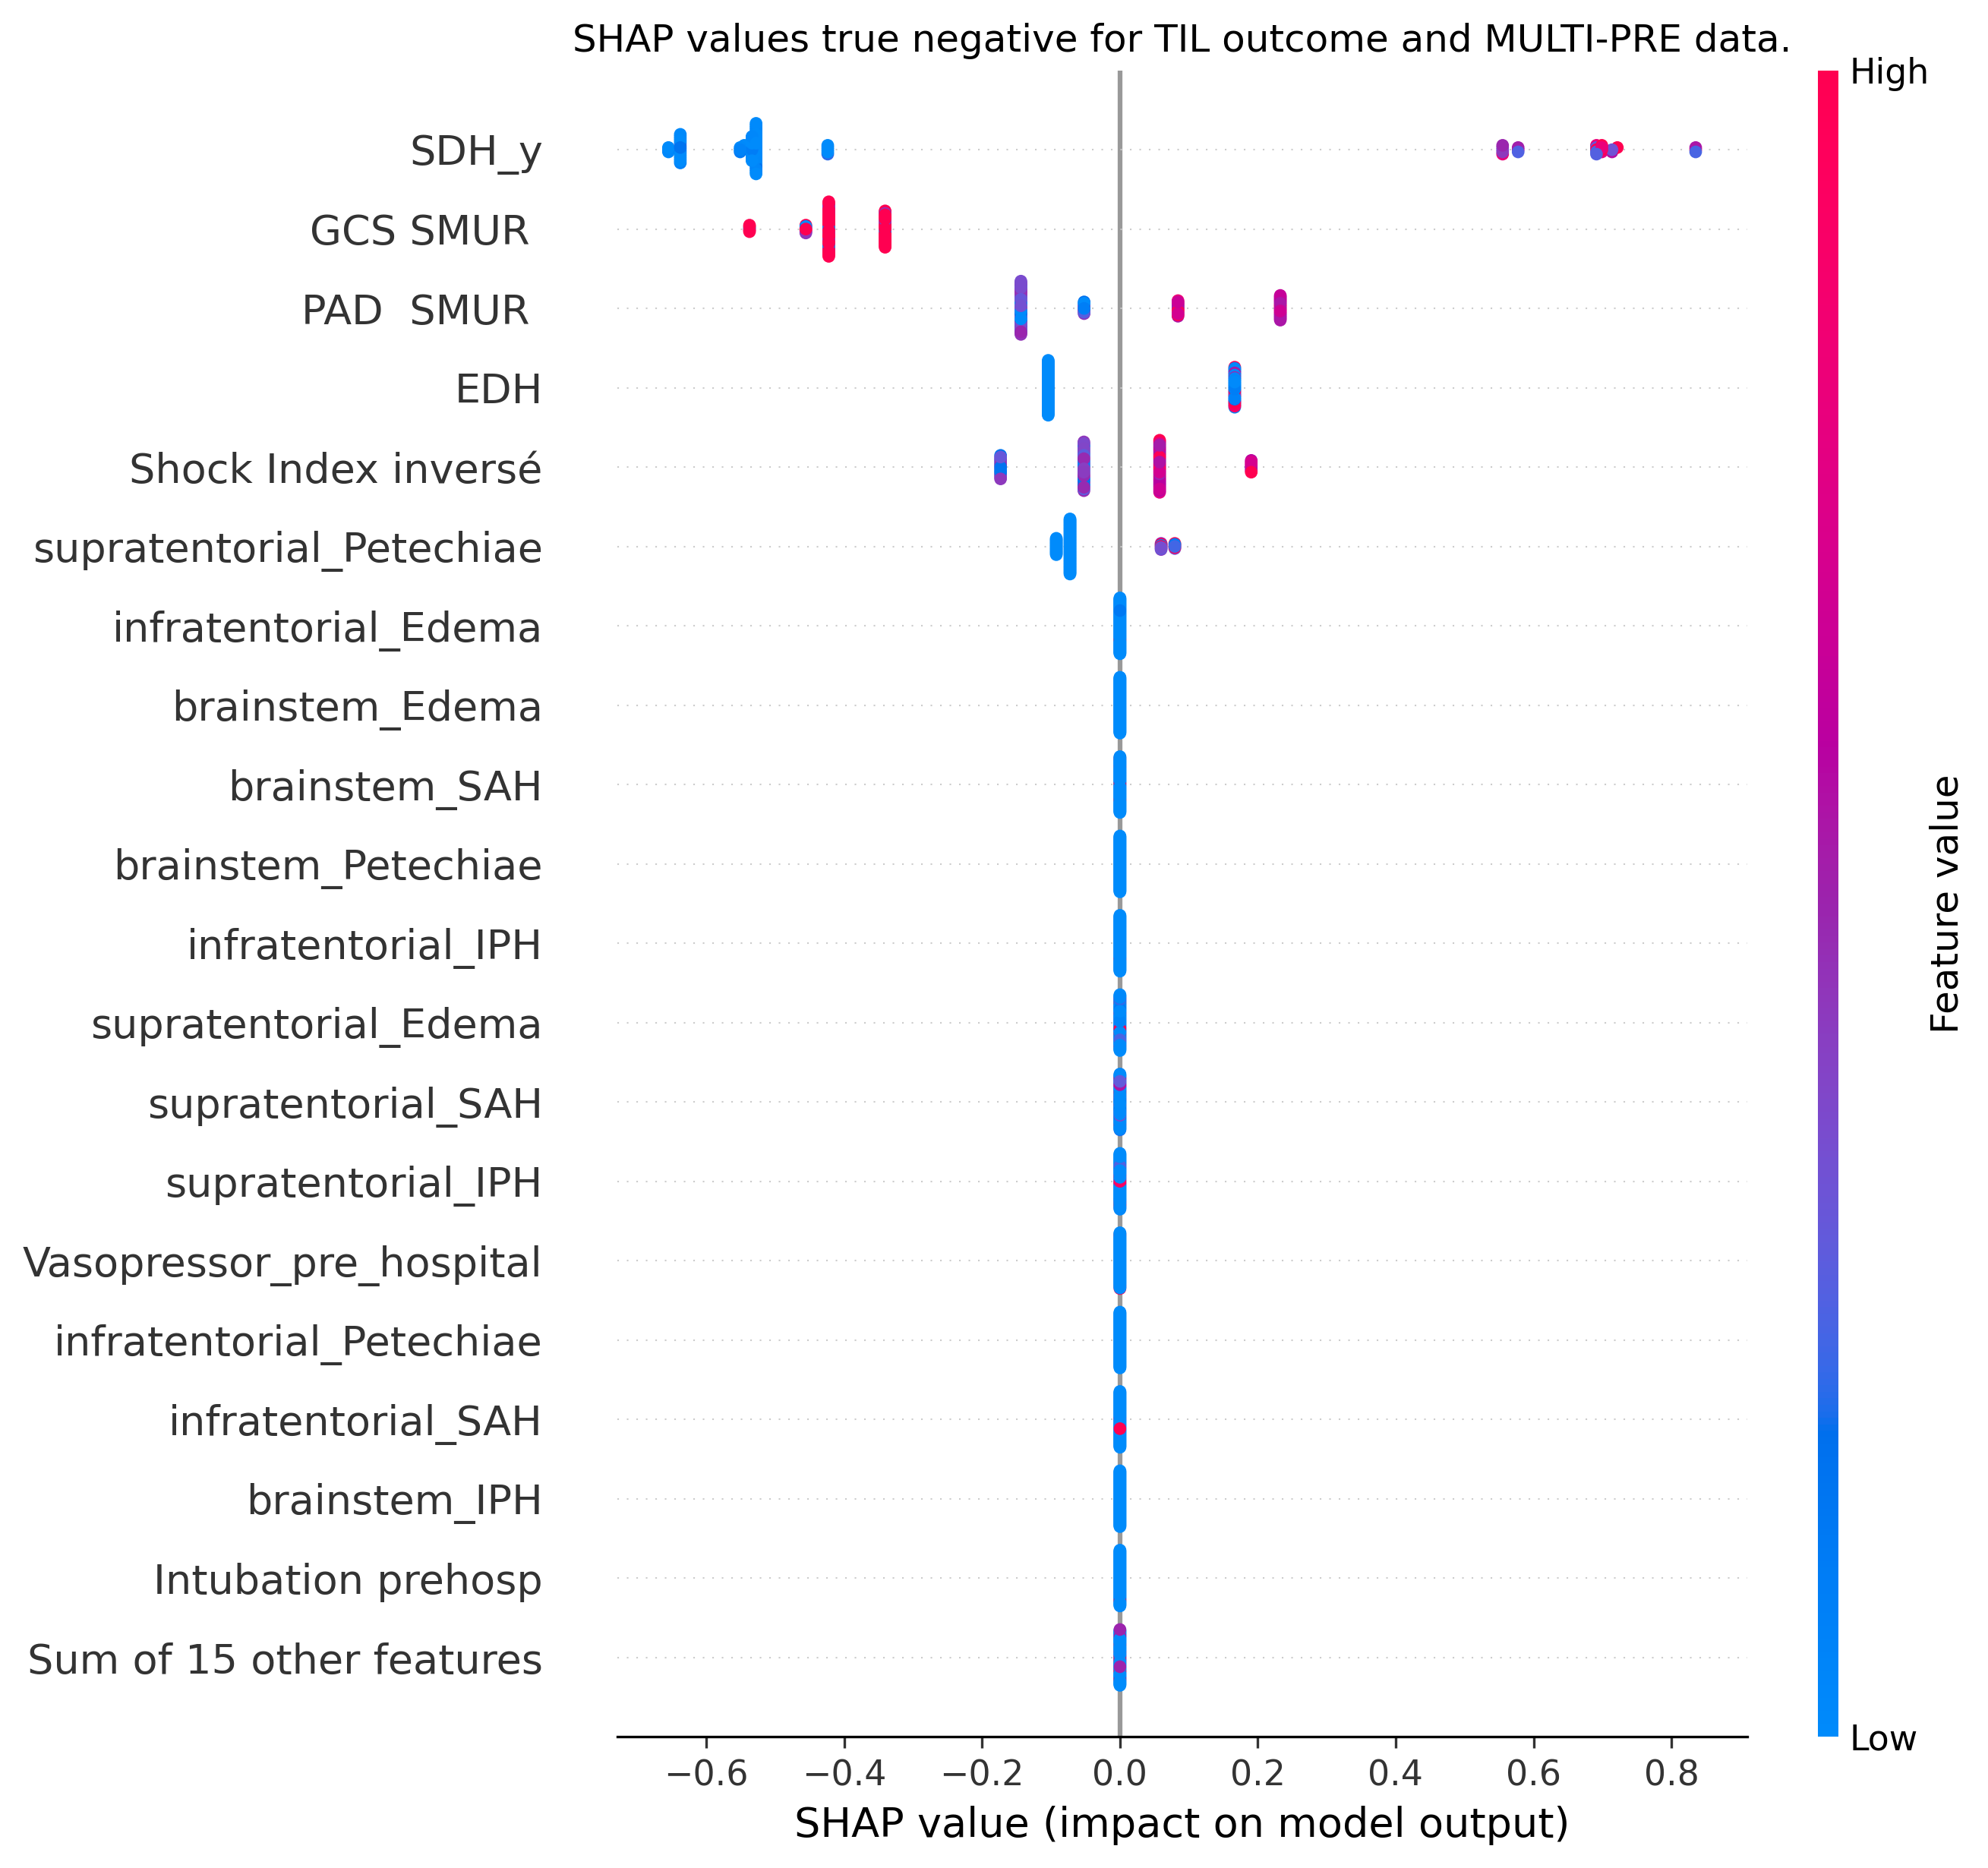 SHAP values true negative for TIL outcome and MULTI-PRE data.
High
SDH_y
GCS SMUR
PAD  SMUR
EDH
Shock Index inversé
supratentorial_Petechiae
infratentorial_Edema
brainstem_Edema
brainstem_SAH
brainstem_Petechiae
infratentorial_IPH
supratentorial_Edema
supratentorial_SAH
supratentorial_IPH
Vasopressor_pre_hospital
infratentorial_Petechiae
infratentorial_SAH
brainstem_IPH
Intubation prehosp
Sum of 15 other features
Feature value
Low
−0.6 −0.4 −0.2 0.0 0.2 0.4 0.6 0.8
SHAP value (impact on model output)